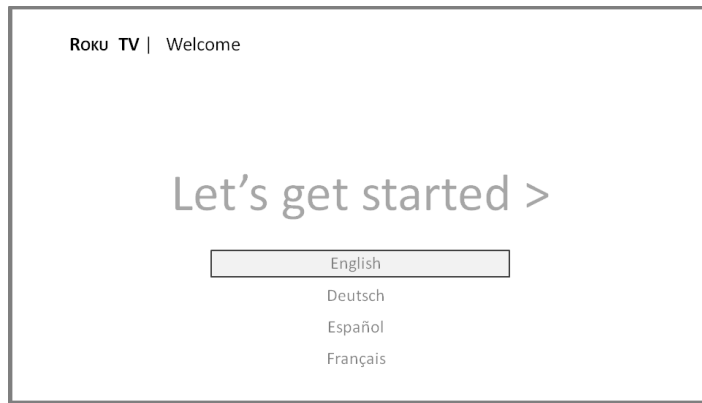 Roku TV | Welcome
Let’s get started >
English
Deutsch
Español
Français